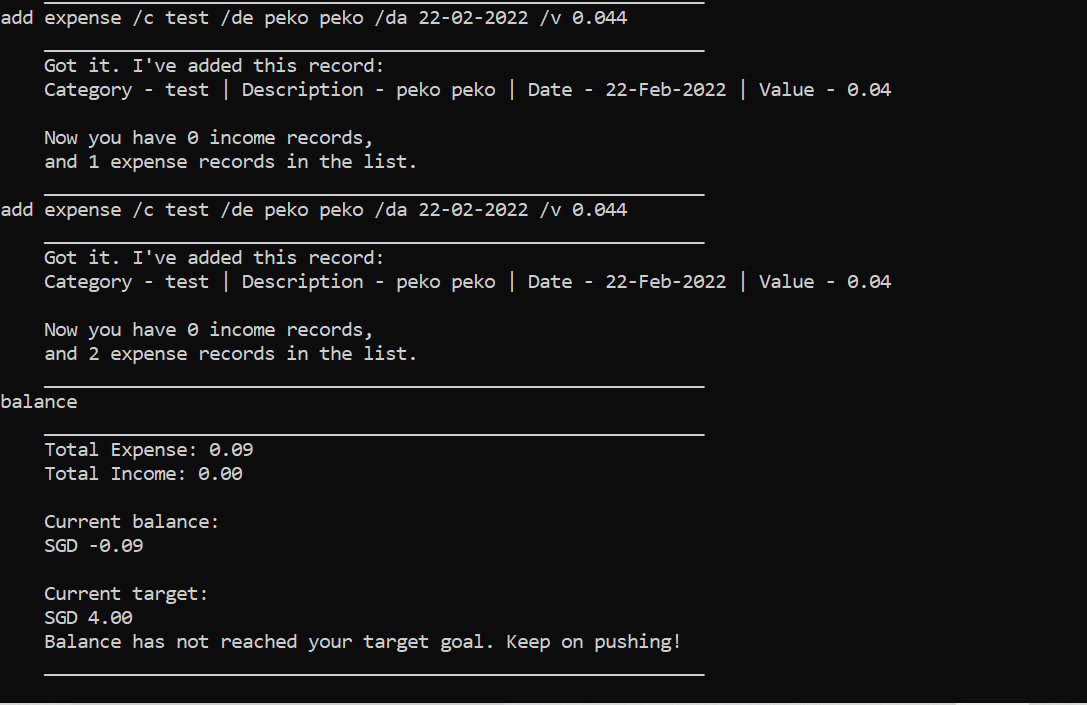 add expense /c test /de peko peko /da 22-02-2022 /v 0.044
Got it. I've added this record:
Category - test | Description - peko peko | Date - 22-Feb-2022 | Value - 0.04
Now you have 0 income records,
and 1 expense records in the list.
add expense /c test /de peko peko /da 22-02-2022 /v 0.044
Got it. I've added this record:
Category - test | Description - peko peko | Date - 22-Feb-2022 | Value - 0.04
Now you have 0 income records,
and 2 expense records in the list.
balance
Total Expense: 0.09
Total Income: 0.00
Current balance:
SGD -0.09
Current target:
SGD 4.00
Balance has not reached your target goal. Keep on pushing!